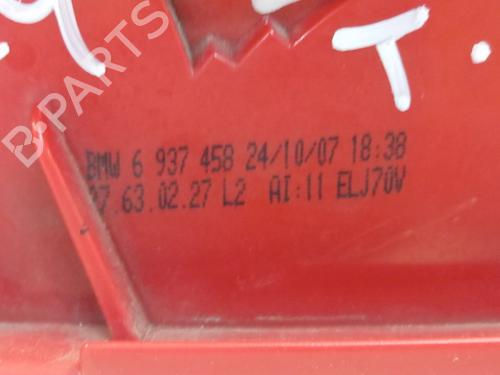 B-PARTS
T.
BMW 6 937 458 24/10/07 18:38
27.63.02.27 L2 AI:11 ELJ70V